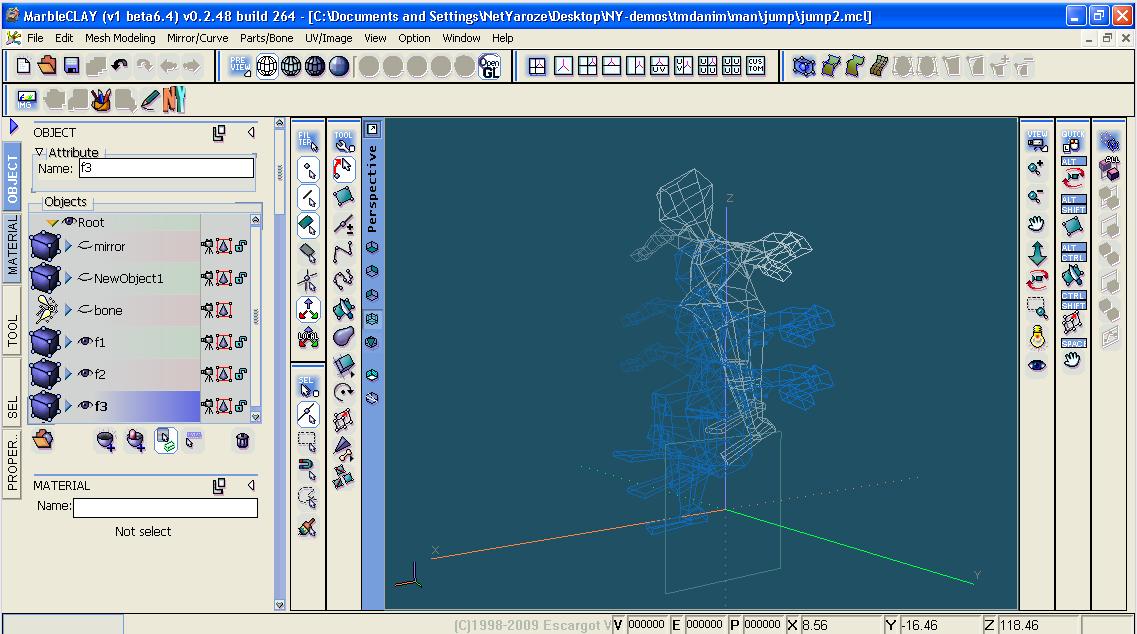 MarbleCLAY (v1 beta6.4) v0.2.48 build 264 - [C:\Documents and Settings\NetYaroze\Desktop\NY-demos\tmdanim\man\jump\jump2.mcl]
File Edit Mesh Modeling Mirror/Curve Parts/Bone UV/Image View Option Window Help
PRE VIEW
Open GL
UV
CUS TOM
IMG
NY
OBJECT
Attribute
Name: f3
Objects
Root
mirror
NewObject1
bone
f1
f2
f3
MATERIAL
Name:
Not select
OBJECT
MATERIAL
TOOL
SEL
PROPER..
FIL TER
LOCAL
SEL
TOOL
Perspective
Z
X
Y
VIEW
QUICK
ALT
ALT
SHIFT
ALT
CTRL
CTRL
SHIFT
SPACE
ALL
(C)1998-2009 Escargot V
V 000000 E 000000 P 000000 X 8.56 Y -16.46 Z 118.46